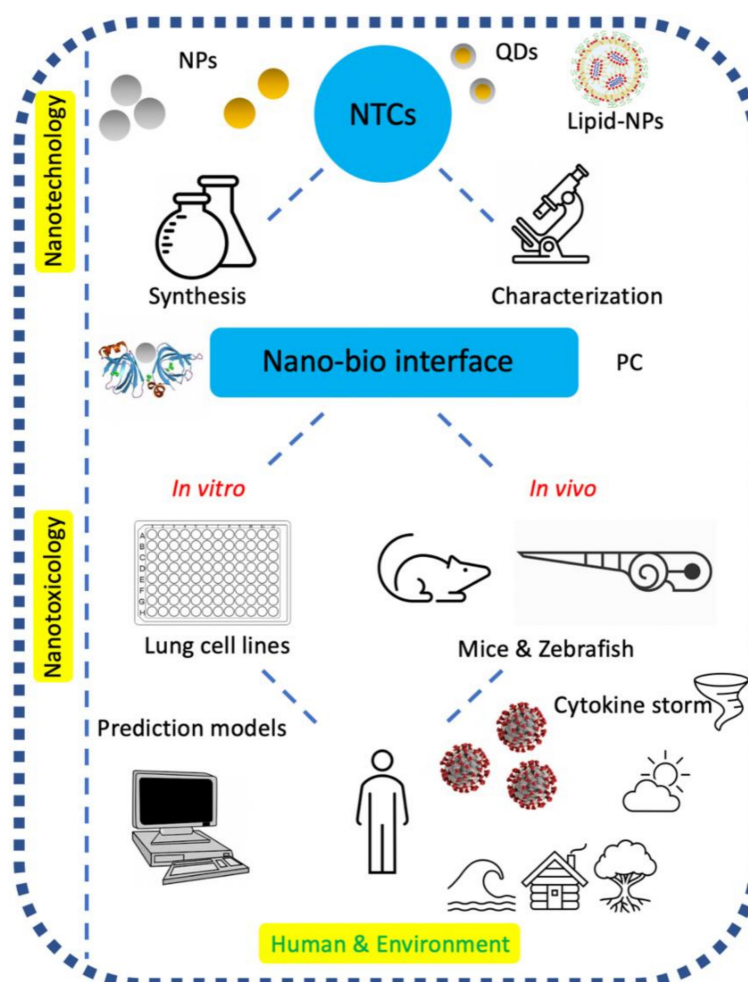 NPs
QDs
NTCs
Lipid-NPs
Nanotechnology
Synthesis
Characterization
Nano-bio interface
PC
In vitro
In vivo
Nanotoxicology
A
B
C
D
E
F
G
H
Lung cell lines
Mice & Zebrafish
Cytokine storm
Prediction models
Human & Environment